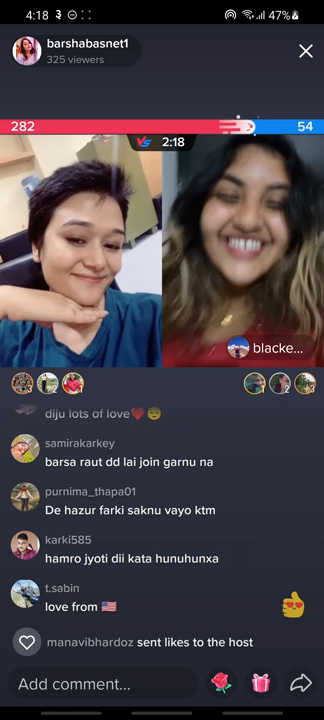 4:18
47%
barshabasnet1
325 viewers
282
VS 2:18
54
blacke...
diju lots of love❤️😇
samirakarkey
barsa raut dd lai join garnu na
purnima_thapa01
De hazur farki saknu vayo ktm
karki585
hamro jyoti dii kata hunuhunxa
t.sabin
love from 🇺🇸
manavibhardoz sent likes to the host
Add comment...